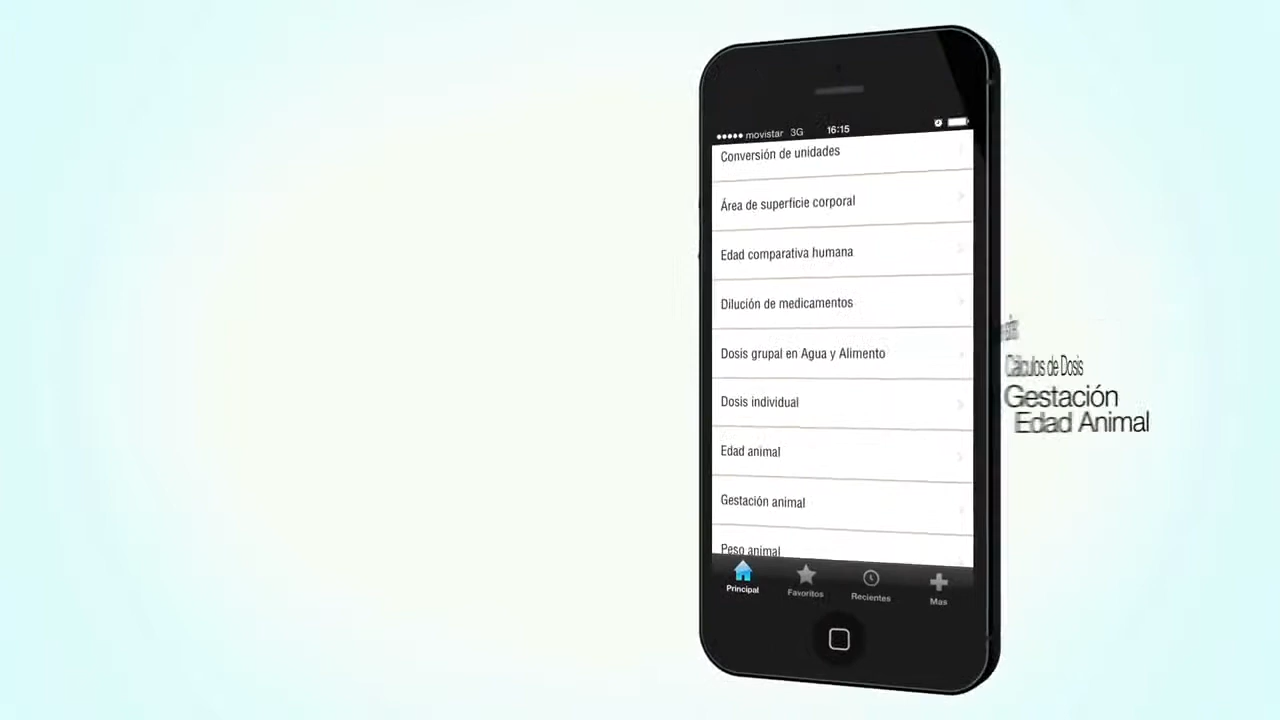 movistar 3G 16:15
Conversión de unidades
Área de superficie corporal
Edad comparativa humana
Dilución de medicamentos
Dosis grupal en Agua y Alimento
Dosis individual
Edad animal
Gestación animal
Peso animal
Principal
Favoritos
Recientes
Mas
Cálculos de Dosis
Gestación
Edad Animal